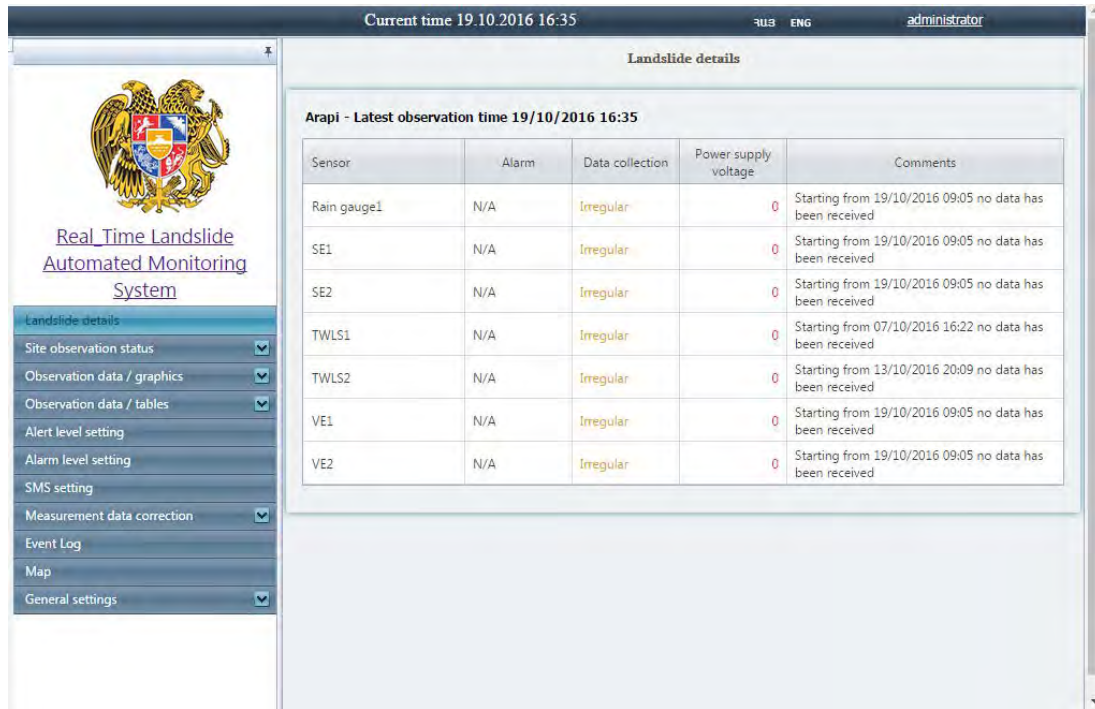 Current time 19.10.2016 16:35
ՀԱՅ ENG
administrator
Real_Time Landslide
Automated Monitoring
System
Landslide details
Site observation status
Observation data / graphics
Observation data / tables
Alert level setting
Alarm level setting
SMS setting
Measurement data correction
Event Log
Map
General settings
Landslide details
Arapi - Latest observation time 19/10/2016 16:35
Sensor Alarm Data collection Power supply voltage Comments
Rain gauge1 N/A Irregular 0 Starting from 19/10/2016 09:05 no data has
been received
SE1 N/A Irregular 0 Starting from 19/10/2016 09:05 no data has
been received
SE2 N/A Irregular 0 Starting from 19/10/2016 09:05 no data has
been received
TWLS1 N/A Irregular 0 Starting from 07/10/2016 16:22 no data has
been received
TWLS2 N/A Irregular 0 Starting from 13/10/2016 20:09 no data has
been received
VE1 N/A Irregular 0 Starting from 19/10/2016 09:05 no data has
been received
VE2 N/A Irregular 0 Starting from 19/10/2016 09:05 no data has
been received